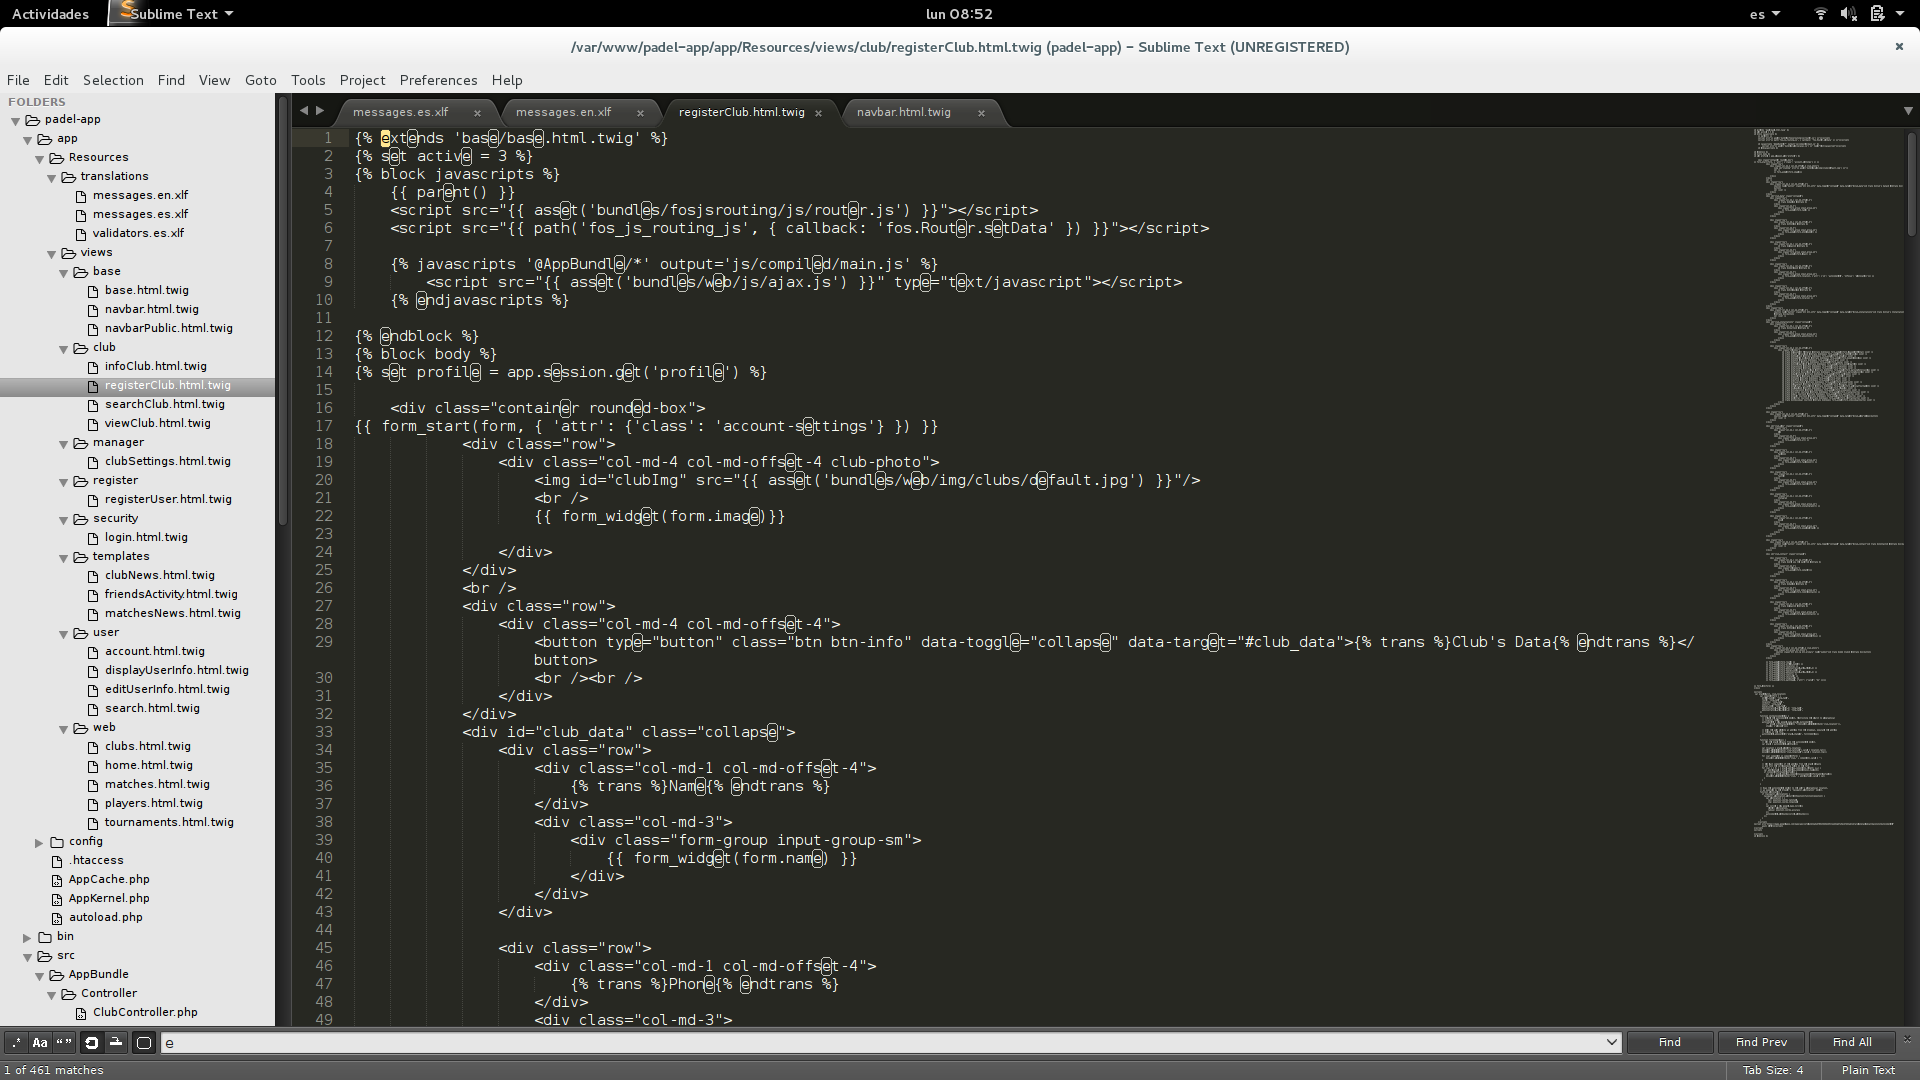 Actividades Sublime Text lun 08:52 es
/var/www/padel-app/app/Resources/views/club/registerClub.html.twig (padel-app) - Sublime Text (UNREGISTERED)
File Edit Selection Find View Goto Tools Project Preferences Help
FOLDERS
padel-app
app
Resources
translations
messages.en.xlf
messages.es.xlf
validators.es.xlf
views
base
base.html.twig
navbar.html.twig
navbarPublic.html.twig
club
infoClub.html.twig
registerClub.html.twig
searchClub.html.twig
viewClub.html.twig
manager
clubSettings.html.twig
register
registerUser.html.twig
security
login.html.twig
templates
clubNews.html.twig
friendsActivity.html.twig
matchesNews.html.twig
user
account.html.twig
displayUserInfo.html.twig
editUserInfo.html.twig
search.html.twig
web
clubs.html.twig
home.html.twig
matches.html.twig
players.html.twig
tournaments.html.twig
config
.htaccess
AppCache.php
AppKernel.php
autoload.php
bin
src
AppBundle
Controller
ClubController.php
messages.es.xlf messages.en.xlf registerClub.html.twig navbar.html.twig
1 {% extends 'base/base.html.twig' %}
2 {% set active = 3 %}
3 {% block javascripts %}
4 {{ parent() }}
5 <script src="{{ asset('bundles/fosjsrouting/js/router.js') }}"></script>
6 <script src="{{ path('fos_js_routing_js', { callback: 'fos.Router.setData' }) }}"></script>
7
8 {% javascripts '@AppBundle/*' output='js/compiled/main.js' %}
9 <script src="{{ asset('bundles/web/js/ajax.js') }}" type="text/javascript"></script>
10 {% endjavascripts %}
11
12 {% endblock %}
13 {% block body %}
14 {% set profile = app.session.get('profile') %}
15
16 <div class="container rounded-box">
17 {{ form_start(form, { 'attr': {'class': 'account-settings'} }) }}
18 <div class="row">
19 <div class="col-md-4 col-md-offset-4 club-photo">
20 <img id="clubImg" src="{{ asset('bundles/web/img/clubs/default.jpg') }}"/>
21 <br />
22 {{ form_widget(form.image)}}
23
24 </div>
25 </div>
26 <br />
27 <div class="row">
28 <div class="col-md-4 col-md-offset-4">
29 <button type="button" class="btn btn-info" data-toggle="collapse" data-target="#club_data">{% trans %}Club's Data{% endtrans %}</
button>
30 <br /><br />
31 </div>
32 </div>
33 <div id="club_data" class="collapse">
34 <div class="row">
35 <div class="col-md-1 col-md-offset-4">
36 {% trans %}Name{% endtrans %}
37 </div>
38 <div class="col-md-3">
39 <div class="form-group input-group-sm">
40 {{ form_widget(form.name) }}
41 </div>
42 </div>
43 </div>
44
45 <div class="row">
46 <div class="col-md-1 col-md-offset-4">
47 {% trans %}Phone{% endtrans %}
48 </div>
49 <div class="col-md-3">
.* Aa “ ” e Find Find Prev Find All
1 of 461 matches Tab Size: 4 Plain Text